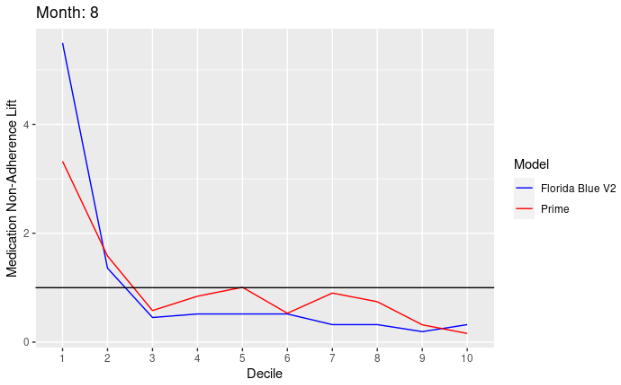 Month: 8
Medication Non-Adherence Lift
4
2
0
1 2 3 4 5 6 7 8 9 10
Decile
Model
Florida Blue V2
Prime